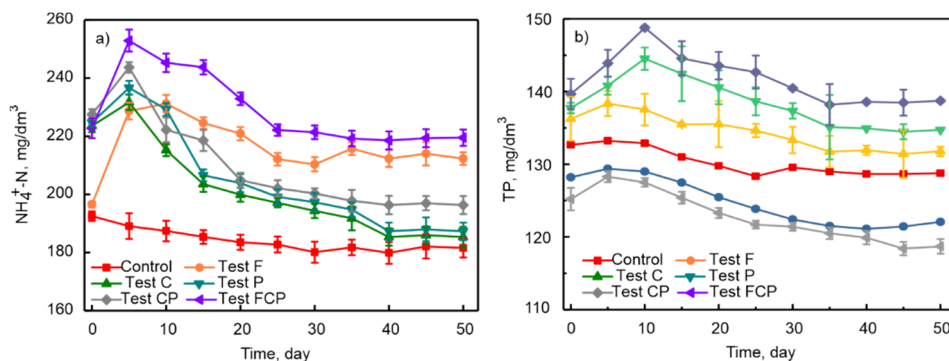 a)
NH4+-N, mg/dm3
260
240
220
200
180
160
Control
Test F
Test C
Test P
Test CP
Test FCP
0 10 20 30 40 50
Time, day
b)
TP, mg/dm3
150
140
130
120
110
Control
Test F
Test C
Test P
Test CP
Test FCP
0 10 20 30 40 50
Time, day